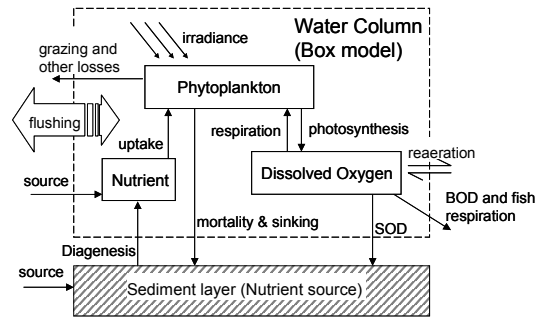 Water Column
(Box model)
irradiance
grazing and
other losses
Phytoplankton
flushing
uptake
respiration
photosynthesis
reaeration
source
Nutrient
Dissolved Oxygen
BOD and fish
respiration
mortality & sinking
SOD
Diagenesis
source
Sediment layer (Nutrient source)